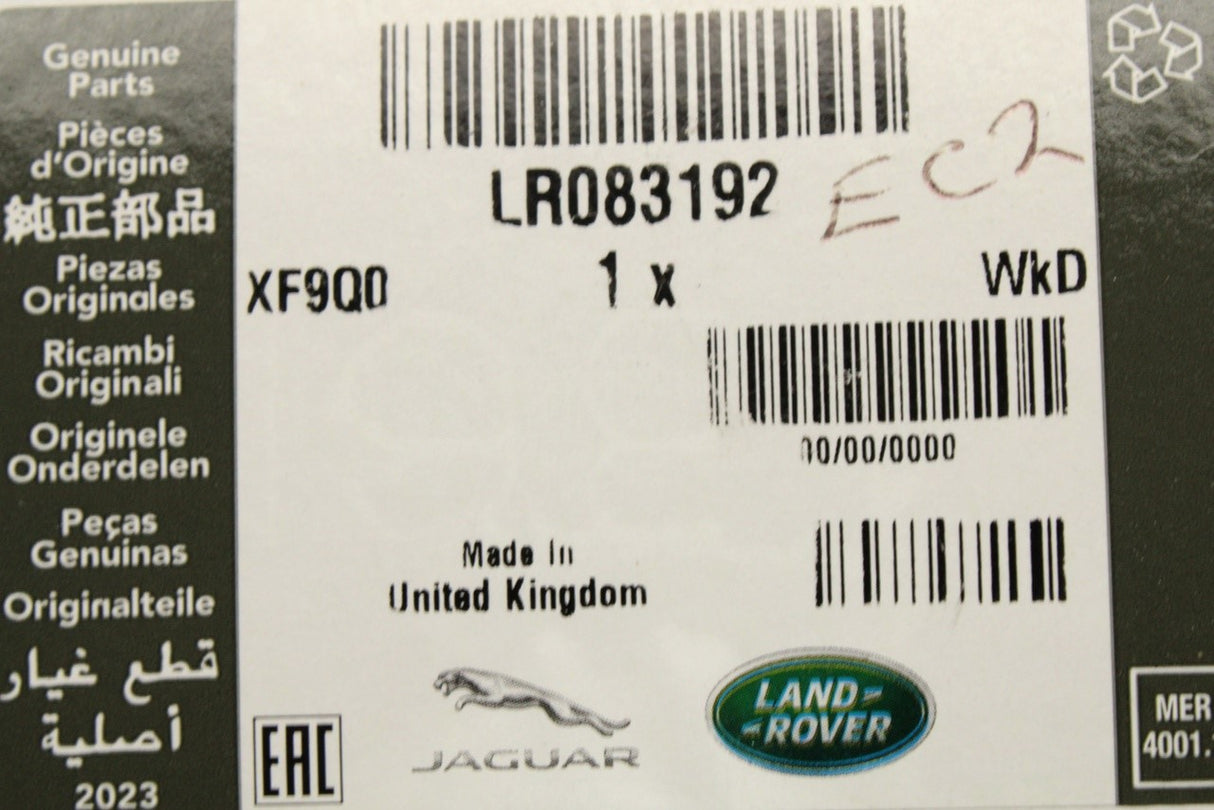 Genuine
Parts
Pièces
d'Origine
純正部品
Piezas
Originales
Ricambi
Originali
Originele
Onderdelen
Peças
Genuinas
Originalteile
قطع غيار
أصلية
2023
LR083192
EC2
XF9Q0
1 x
WkD
00/00/0000
Made In
United Kingdom
EAC
JAGUAR
LAND-
-ROVER
MER
4001.